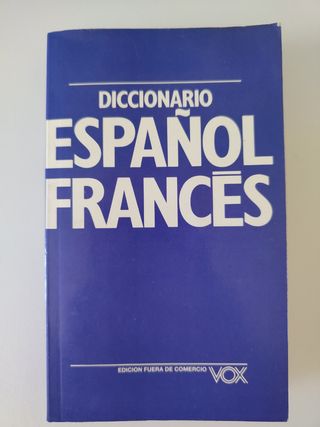 DICCIONARIO
ESPAÑOL
FRANCÉS
EDICION FUERA DE COMERCIO VOX